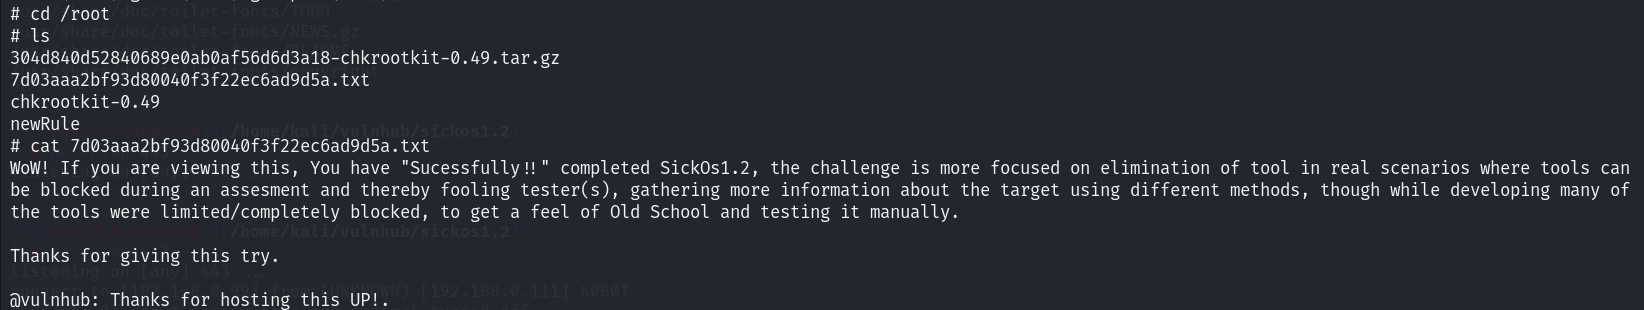 # cd /root
# ls
304d840d52840689e0ab0af56d6d3a18-chkrootkit-0.49.tar.gz
7d03aaa2bf93d80040f3f22ec6ad9d5a.txt
chkrootkit-0.49
newRule
# cat 7d03aaa2bf93d80040f3f22ec6ad9d5a.txt
WoW! If you are viewing this, You have "Sucessfully!!" completed SickOs1.2, the challenge is more focused on elimination of tool in real scenarios where tools can
be blocked during an assesment and thereby fooling tester(s), gathering more information about the target using different methods, though while developing many of
the tools were limited/completely blocked, to get a feel of Old School and testing it manually.
Thanks for giving this try.
@vulnhub: Thanks for hosting this UP!.